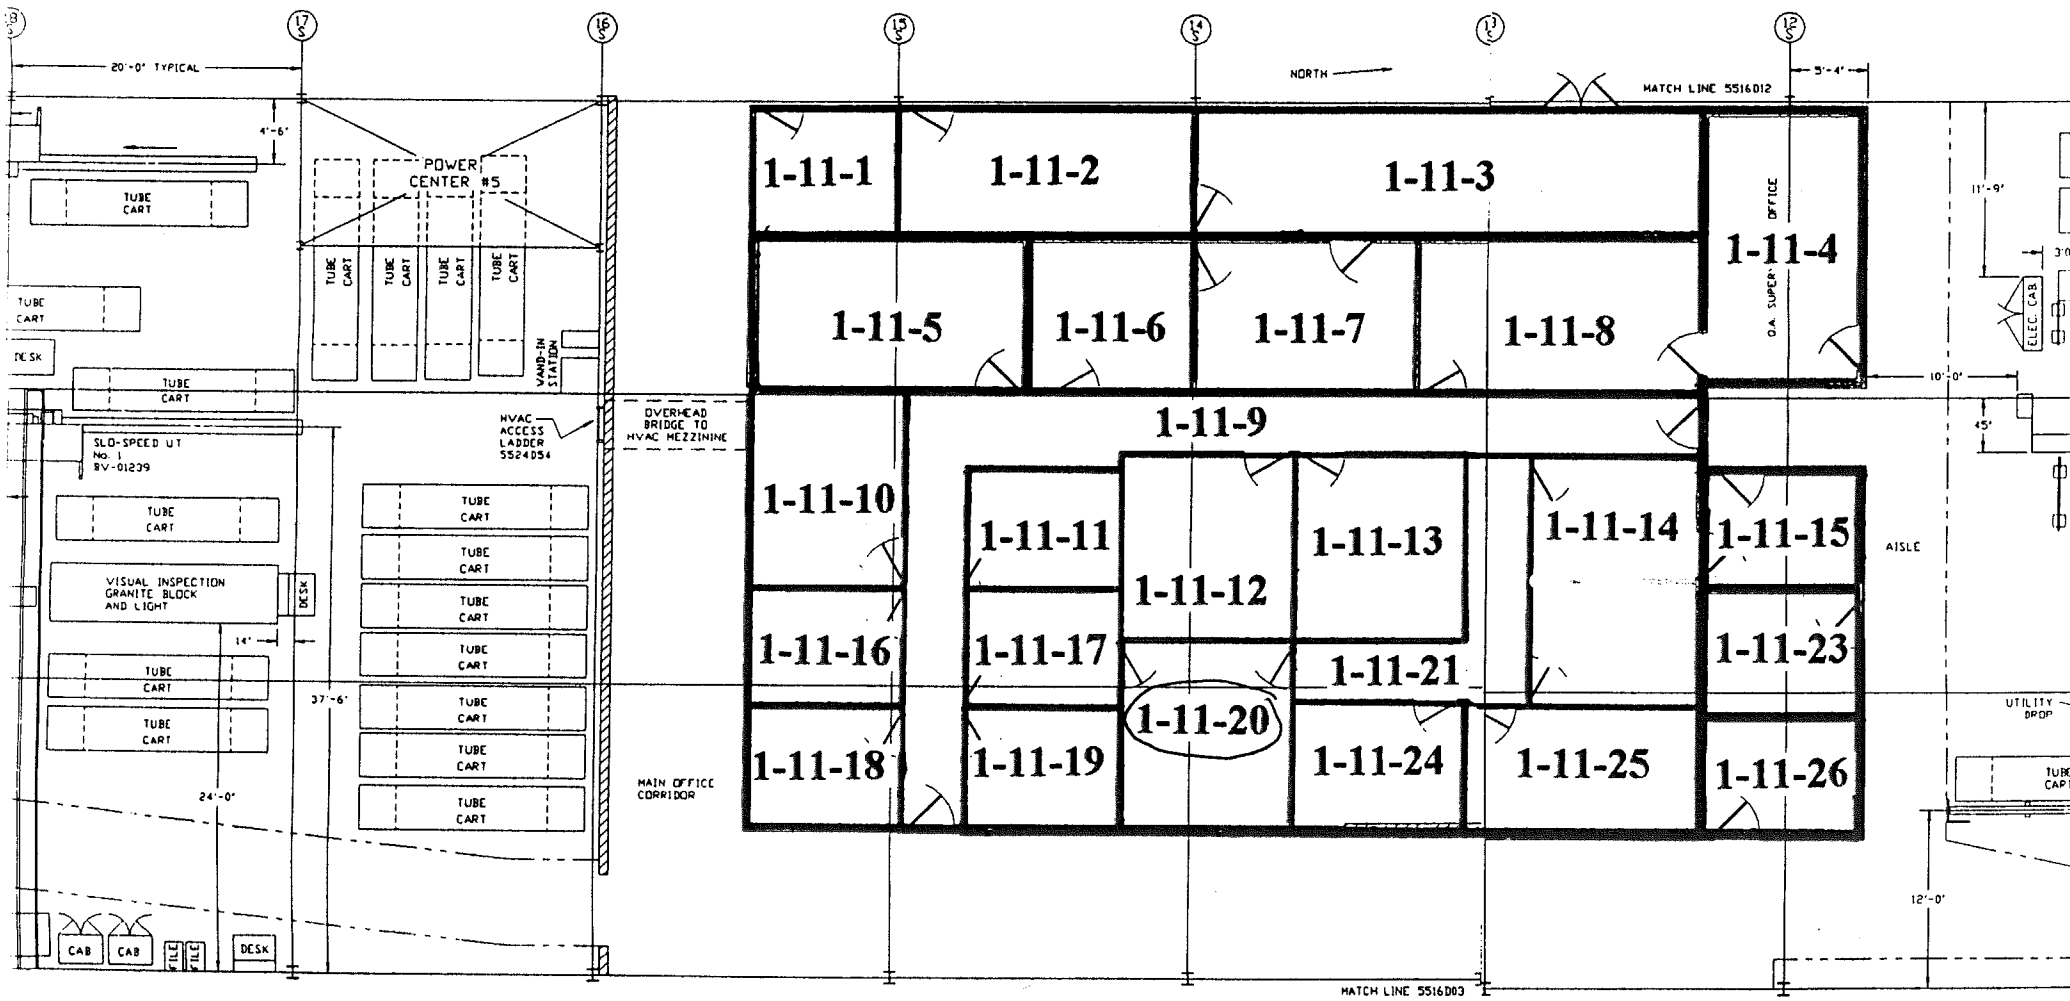 17
S
16
S
15
S
14
S
13
S
12
S
20'-0" TYPICAL
NORTH
5'-4"
MATCH LINE 5516D12
4'-6"
POWER
CENTER #5
TUBE
CART
1-11-1
1-11-2
1-11-3
1-11-4
Q.A. SUPER. OFFICE
11'-9"
ELEC. CAB.
TUBE
CART
TUBE
CART
TUBE
CART
TUBE
CART
TUBE
CART
1-11-5
1-11-6
1-11-7
1-11-8
DESK
WAND-IN
STATION
TUBE
CART
10'-0"
HVAC
ACCESS
LADDER
5524D54
OVERHEAD
BRIDGE TO
HVAC MEZZININE
1-11-9
45"
SLO-SPEED UT
No. 1
BV-01239
TUBE
CART
TUBE
CART
1-11-10
1-11-11
1-11-12
1-11-13
1-11-14
1-11-15
AISLE
TUBE
CART
VISUAL INSPECTION
GRANITE BLOCK
AND LIGHT
DESK
TUBE
CART
14"
TUBE
CART
1-11-16
1-11-17
1-11-21
1-11-23
TUBE
CART
37'-6"
TUBE
CART
TUBE
CART
1-11-20
UTILITY
DROP
TUBE
CART
1-11-18
1-11-19
1-11-24
1-11-25
1-11-26
24'-0"
TUBE
CART
MAIN OFFICE
CORRIDOR
TUBE
CART
12'-0"
CAB
CAB
FILE
FILE
DESK
MATCH LINE 5516D03